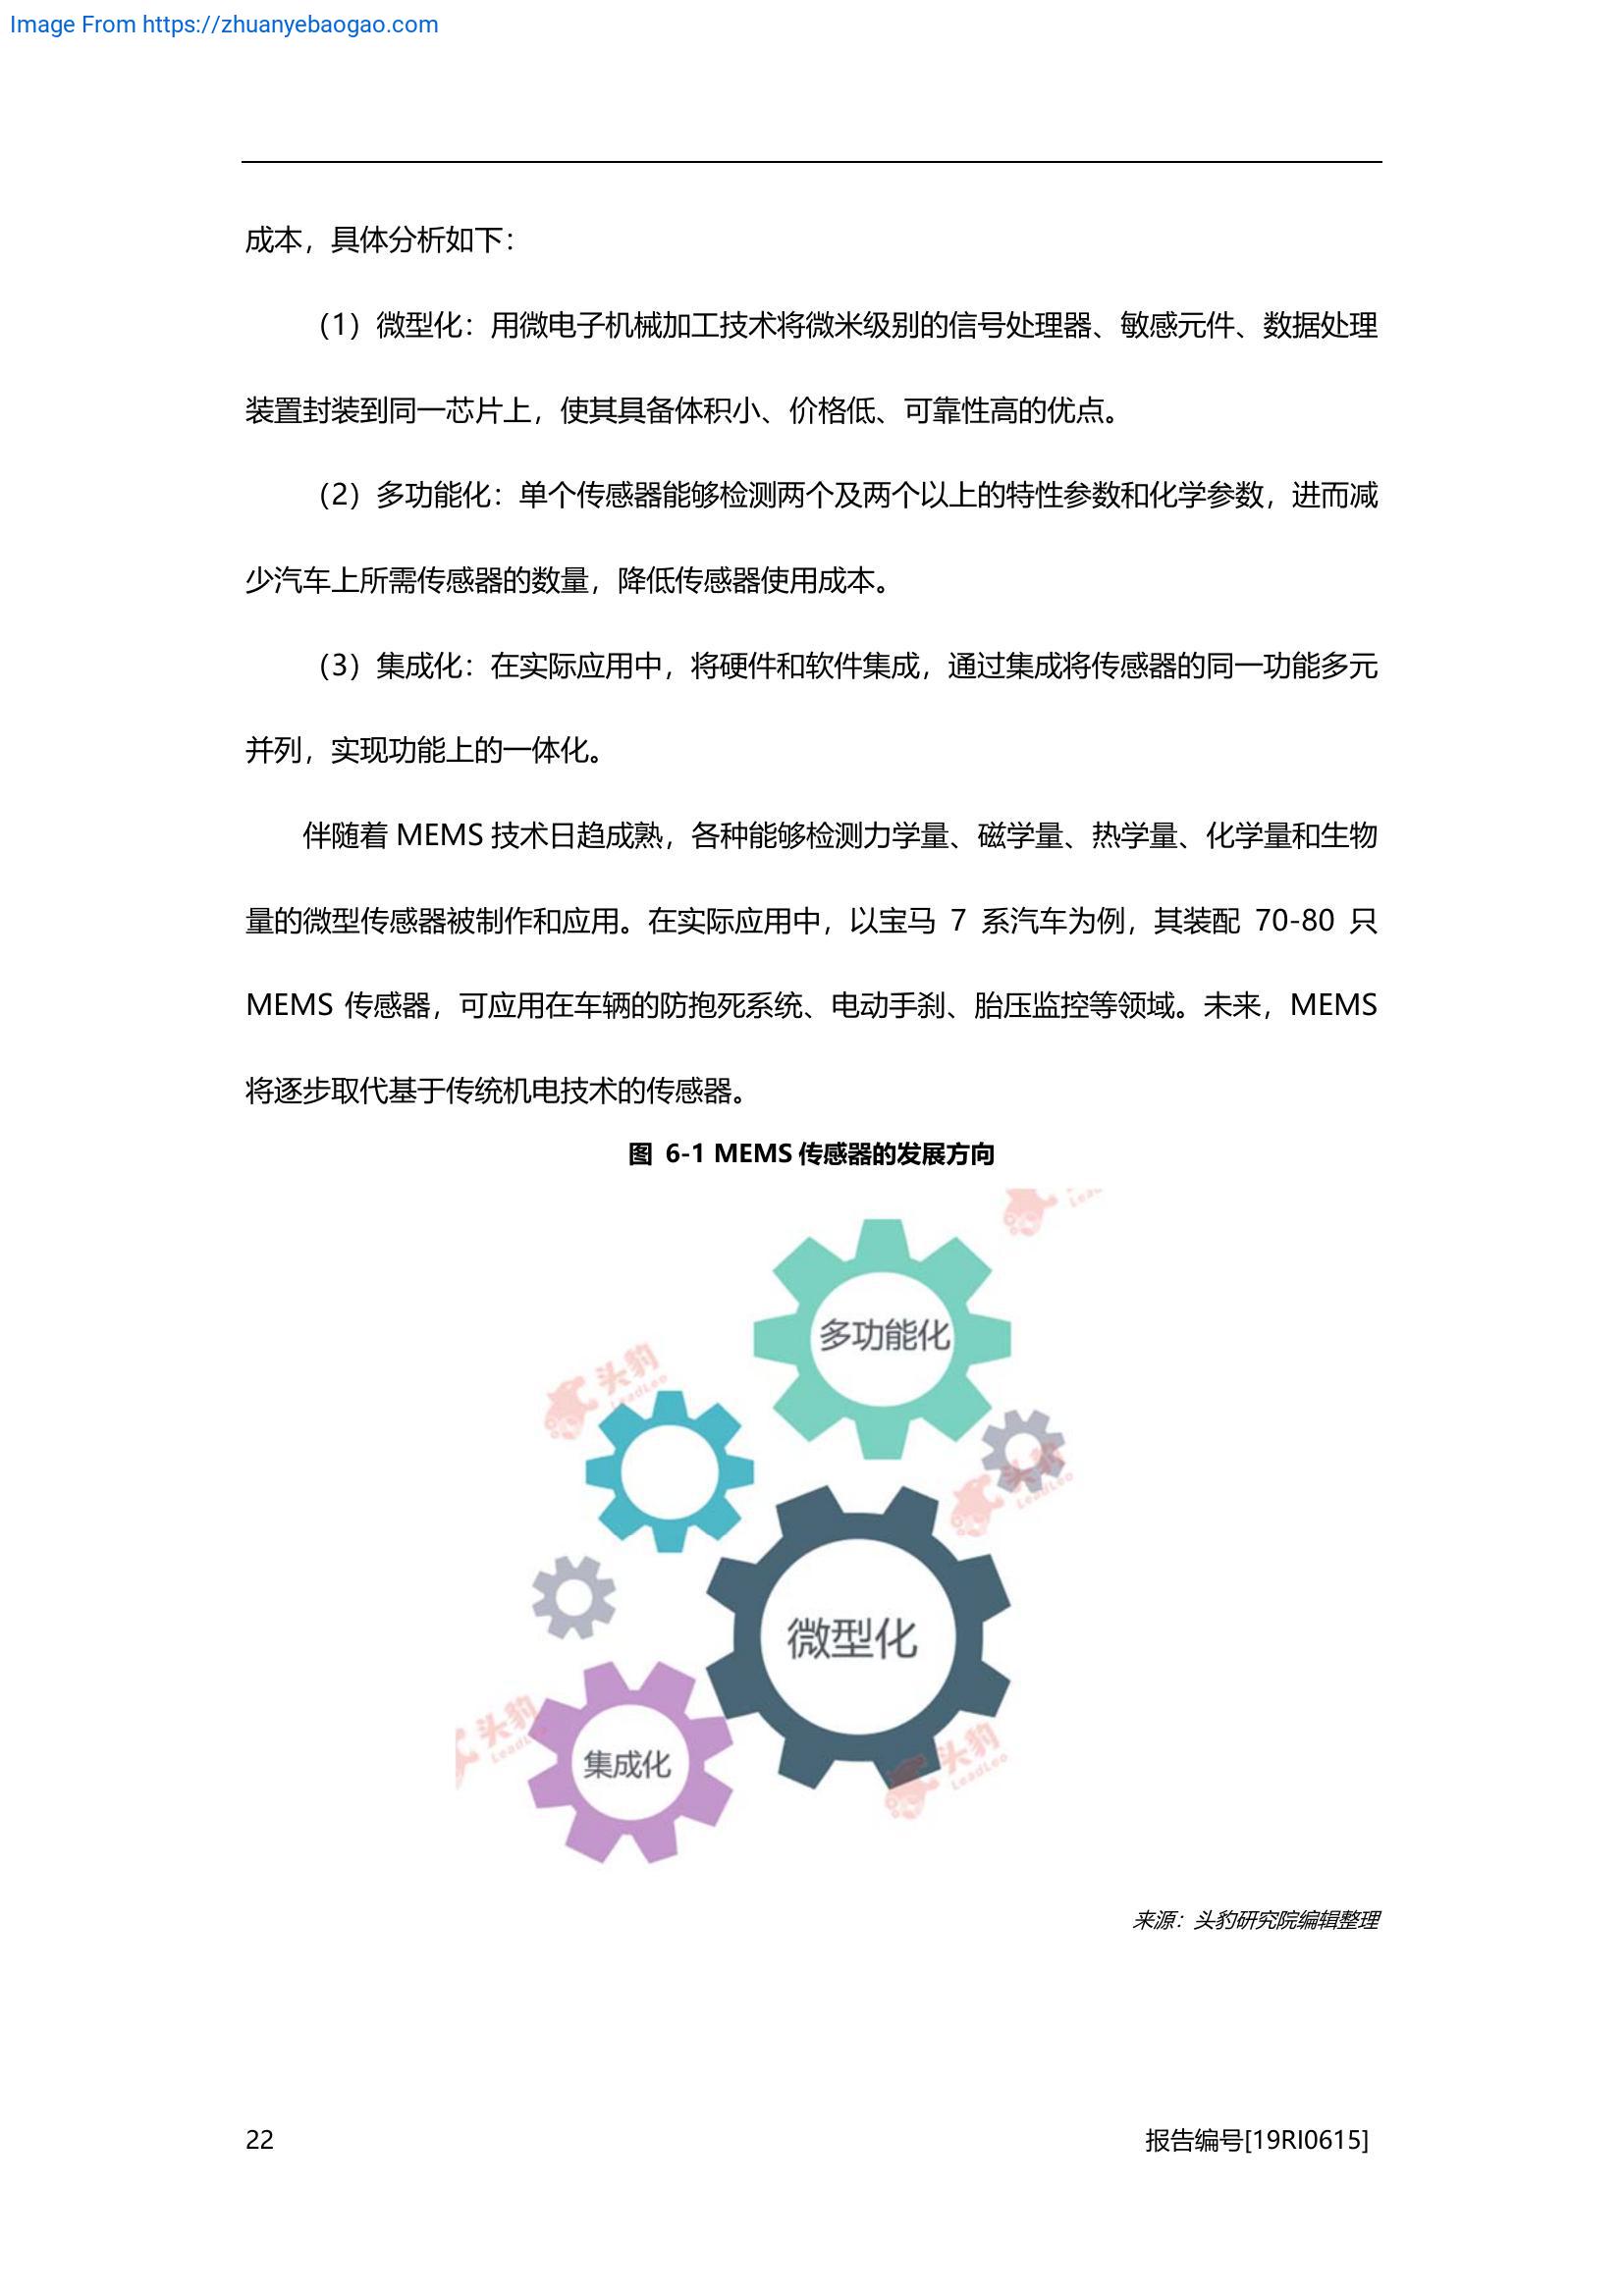 Image From https://zhuanyebaogao.com
成本，具体分析如下：
（1）微型化：用微电子机械加工技术将微米级别的信号处理器、敏感元件、数据处理
装置封装到同一芯片上，使其具备体积小、价格低、可靠性高的优点。
（2）多功能化：单个传感器能够检测两个及两个以上的特性参数和化学参数，进而减
少汽车上所需传感器的数量，降低传感器使用成本。
（3）集成化：在实际应用中，将硬件和软件集成，通过集成将传感器的同一功能多元
并列，实现功能上的一体化。
伴随着 MEMS 技术日趋成熟，各种能够检测力学量、磁学量、热学量、化学量和生物
量的微型传感器被制作和应用。在实际应用中，以宝马 7 系汽车为例，其装配 70-80 只
MEMS 传感器，可应用在车辆的防抱死系统、电动手刹、胎压监控等领域。未来，MEMS
将逐步取代基于传统机电技术的传感器。
图 6-1 MEMS 传感器的发展方向
多功能化
头豹
LeadLeo
头豹
LeadLeo
微型化
头豹
集成化
头豹
LeadLeo
来源：头豹研究院编辑整理
22
报告编号[19RI0615]